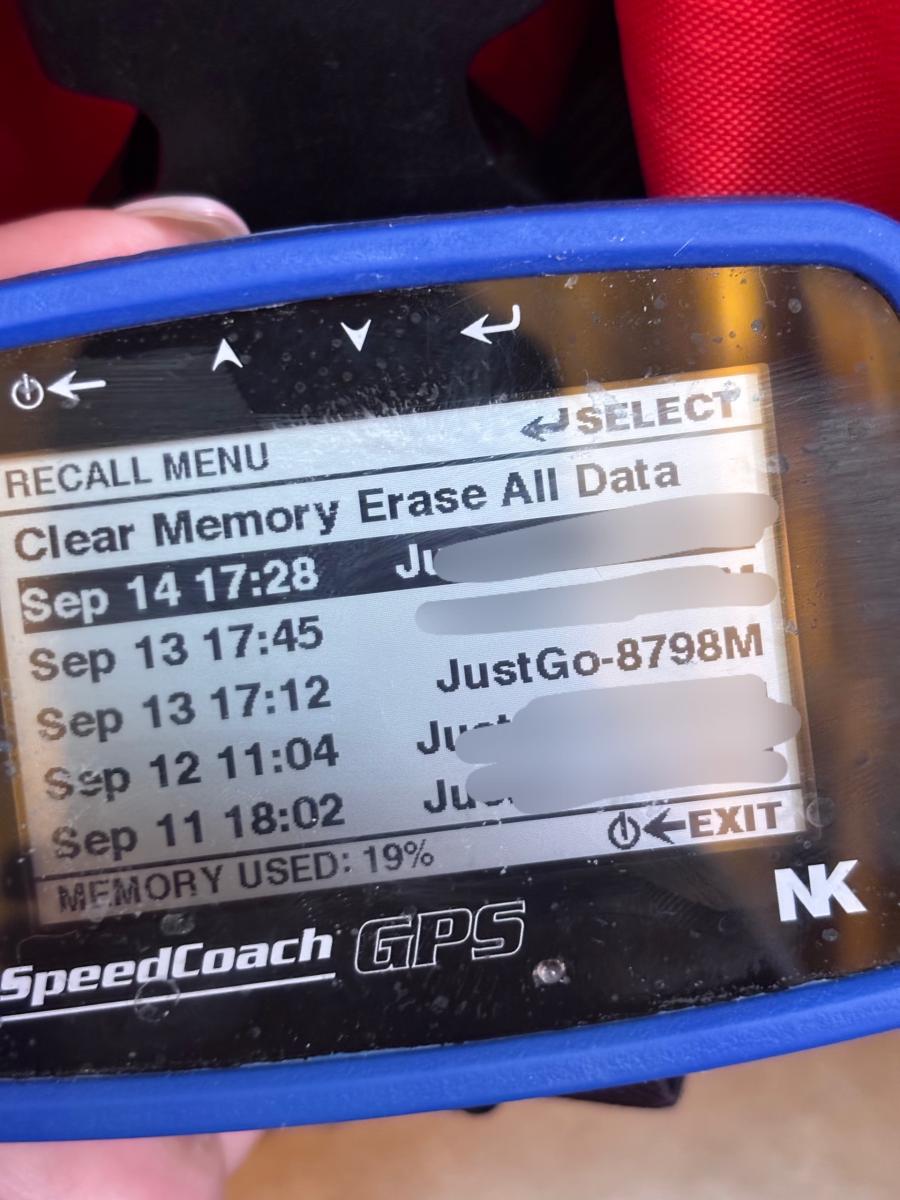 SELECT
RECALL MENU
Clear Memory Erase All Data
Sep 14 17:28
Sep 13 17:45
Sep 13 17:12 JustGo-8798M
Sep 12 11:04
Sep 11 18:02
EXIT
MEMORY USED: 19%
NK
SpeedCoach GPS